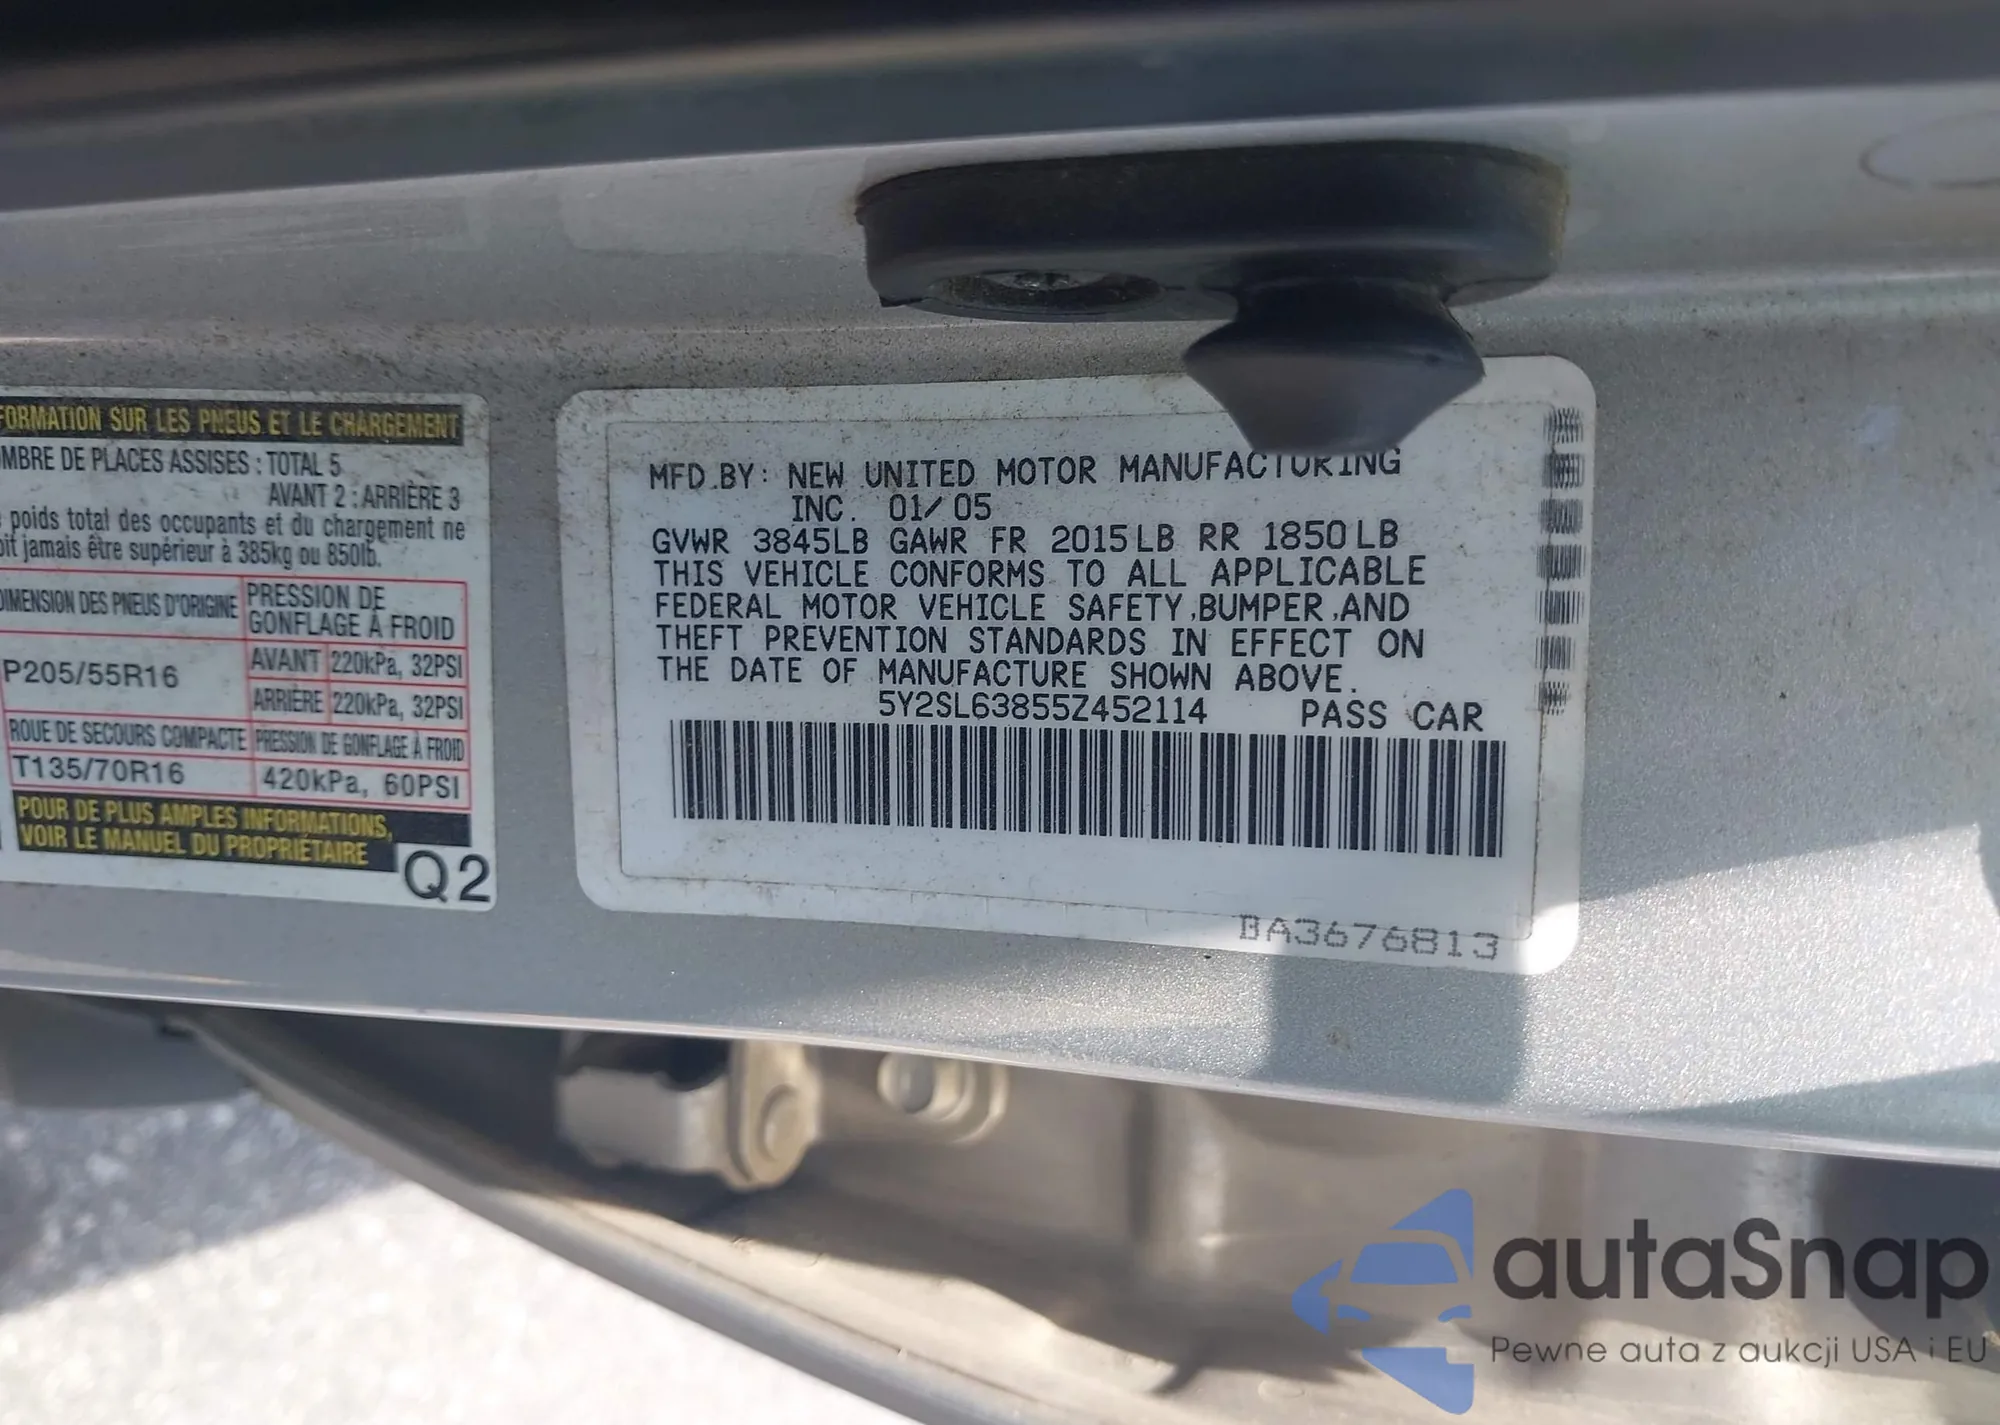 FORMATION SUR LES PNEUS ET LE CHARGEMENT
MBRE DE PLACES ASSISES : TOTAL 5
AVANT 2 : ARRIÈRE 3
poids total des occupants et du chargement ne
oit jamais être supérieur à 385kg ou 850lb.
DIMENSION DES PNEUS D'ORIGINE
PRESSION DE
GONFLAGE À FROID
P205/55R16
AVANT 220kPa, 32PSI
ARRIÈRE 220kPa, 32PSI
ROUE DE SECOURS COMPACTE PRESSION DE GONFLAGE À FROID
T135/70R16 420kPa, 60PSI
POUR DE PLUS AMPLES INFORMATIONS,
VOIR LE MANUEL DU PROPRIÉTAIRE
Q2
MFD.BY: NEW UNITED MOTOR MANUFACTURING
INC. 01/05
GVWR 3845LB GAWR FR 2015LB RR 1850LB
THIS VEHICLE CONFORMS TO ALL APPLICABLE
FEDERAL MOTOR VEHICLE SAFETY,BUMPER,AND
THEFT PREVENTION STANDARDS IN EFFECT ON
THE DATE OF MANUFACTURE SHOWN ABOVE.
5Y2SL63855Z452114 PASS CAR
BA3676813
autaSnap
Pewne auta z aukcji USA i EU